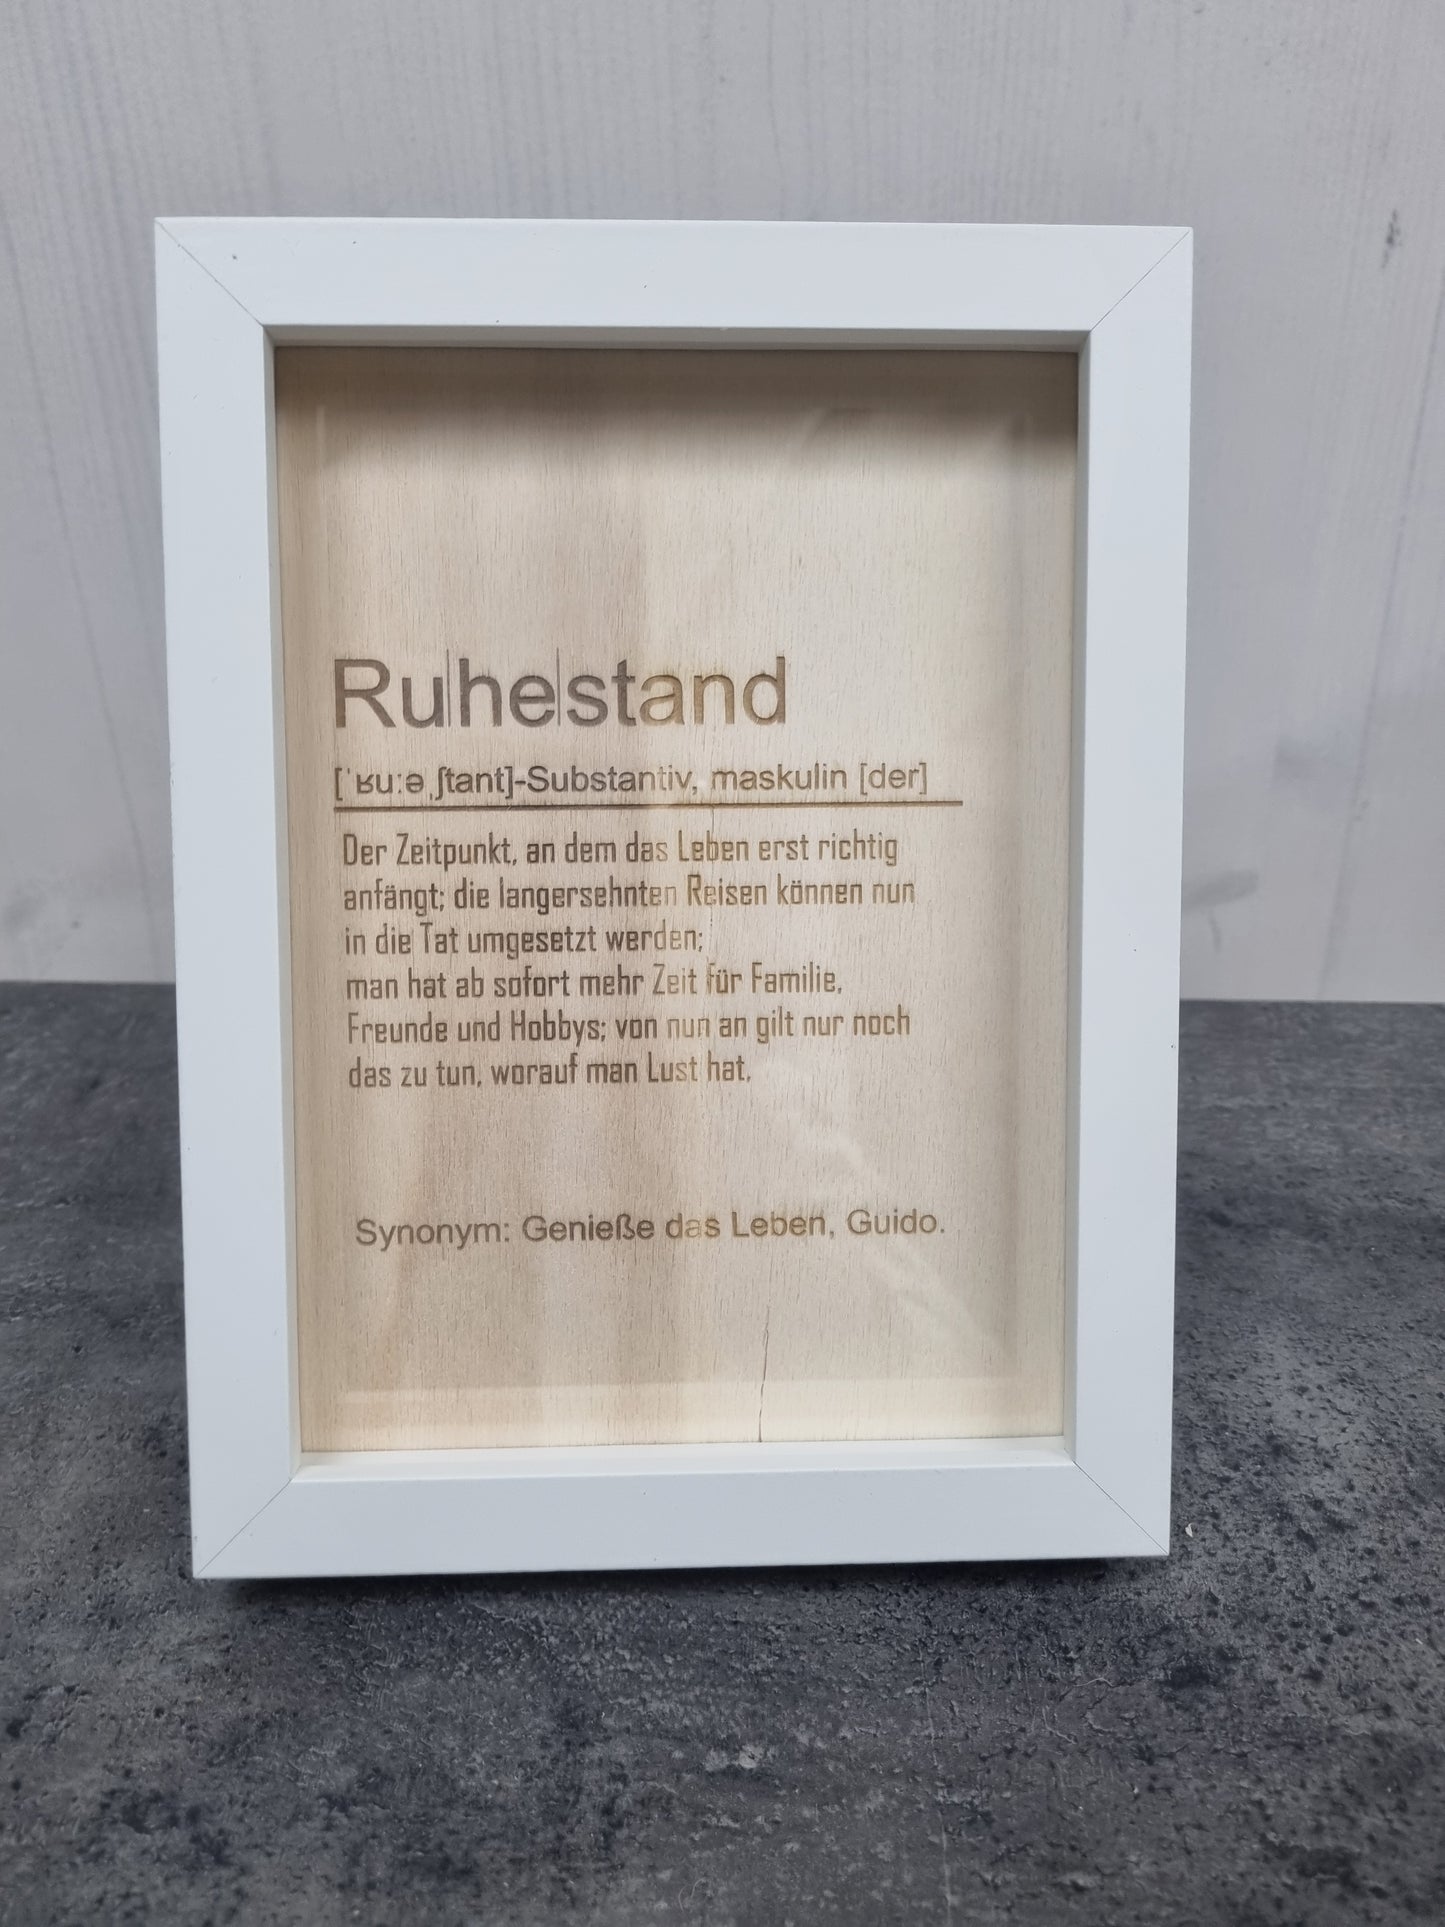 Ru|he|stand
[ˈʁuːəˌʃtant]-Substantiv, maskulin [der]
Der Zeitpunkt, an dem das Leben erst richtig
anfängt; die langersehnten Reisen können nun
in die Tat umgesetzt werden;
man hat ab sofort mehr Zeit für Familie,
Freunde und Hobbys; von nun an gilt nur noch
das zu tun, worauf man Lust hat.
Synonym: Genieße das Leben, Guido.